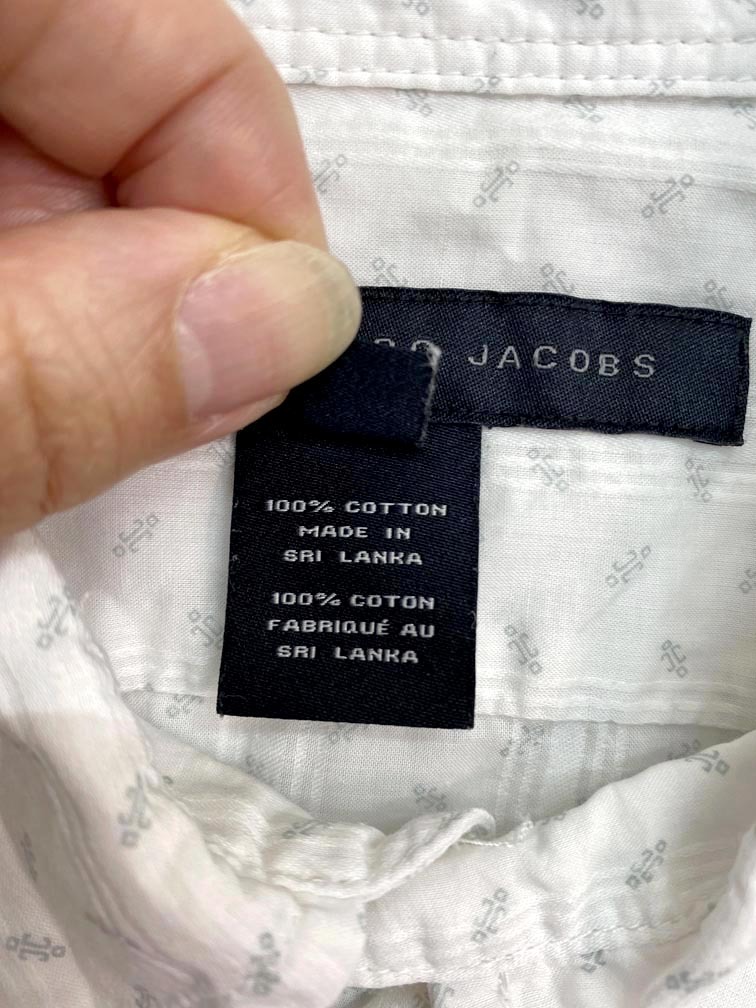 JACOBS
100% COTTON
MADE IN
SRI LANKA
100% COTON
FABRIQUÉ AU
SRI LANKA